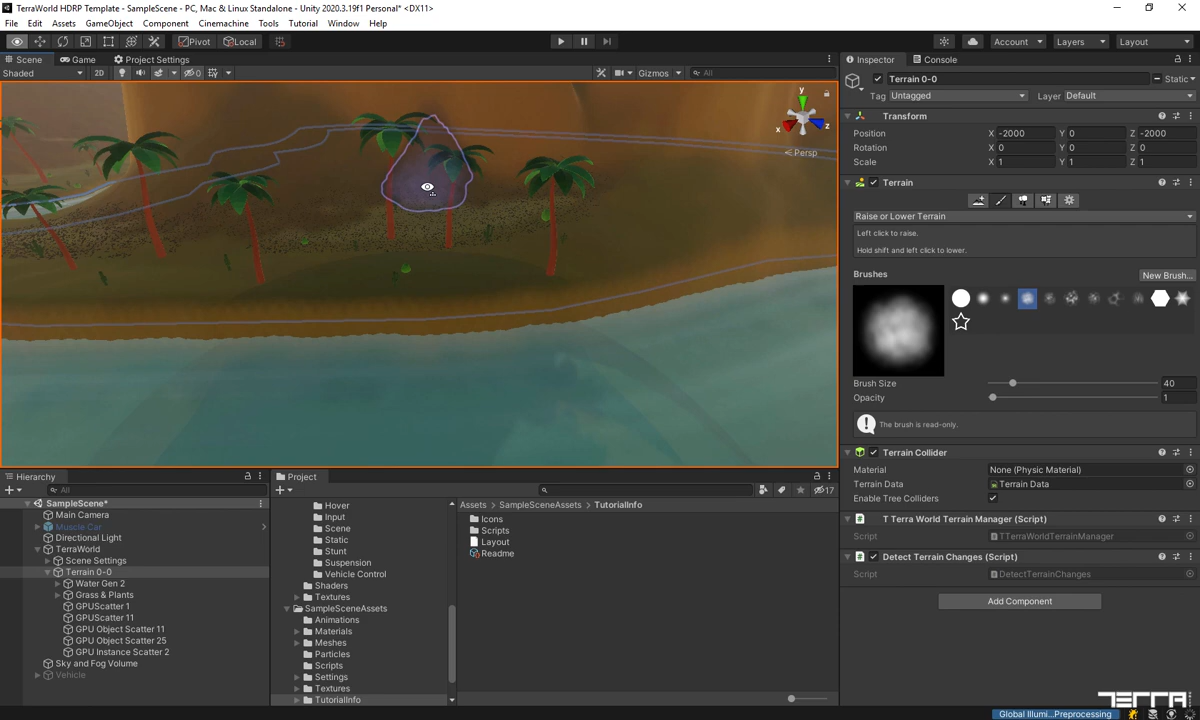 TerraWorld HDRP Template - SampleScene - PC, Mac & Linux Standalone - Unity 2020.3.19f1 Personal* <DX11>
File Edit Assets GameObject Component Cinemachine Tools Tutorial Window Help
Pivot Local Account Layers Layout
Scene Game Project Settings
Shaded 2D 0 Gizmos All
y
x z
Persp
Inspector Console
Terrain 0-0 Static
Tag Untagged Layer Default
Transform
Position X -2000 Y 0 Z -2000
Rotation X 0 Y 0 Z 0
Scale X 1 Y 1 Z 1
Terrain
Raise or Lower Terrain
Left click to raise.
Hold shift and left click to lower.
Brushes New Brush...
Brush Size 40
Opacity 1
The brush is read-only.
Terrain Collider
Material None (Physic Material)
Terrain Data Terrain Data
Enable Tree Colliders
T Terra World Terrain Manager (Script)
Script TTerraWorldTerrainManager
Detect Terrain Changes (Script)
Script DetectTerrainChanges
Add Component
Hierarchy
All
SampleScene*
Main Camera
Muscle Car
Directional Light
TerraWorld
Scene Settings
Terrain 0-0
Water Gen 2
Grass & Plants
GPUScatter 1
GPUScatter 11
GPU Object Scatter 11
GPU Object Scatter 25
GPU Instance Scatter 2
Sky and Fog Volume
Vehicle
Project
17
Hover
Input
Scene
Static
Stunt
Suspension
Vehicle Control
Shaders
Textures
SampleSceneAssets
Animations
Materials
Meshes
Particles
Scripts
Settings
Textures
TutorialInfo
Assets SampleSceneAssets TutorialInfo
Icons
Scripts
Layout
Readme
TERRA
Global Illumi...Preprocessing